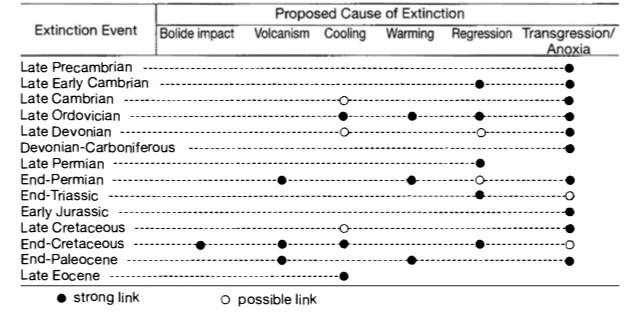 Proposed Cause of Extinction
Extinction Event
Bolide impact Volcanism Cooling Warming Regression Transgression/
Anoxia
Late Precambrian
Late Early Cambrian
Late Cambrian
Late Ordovician
Late Devonian
Devonian-Carboniferous
Late Permian
End-Permian
End-Triassic
Early Jurassic
Late Cretaceous
End-Cretaceous
End-Paleocene
Late Eocene
strong link possible link